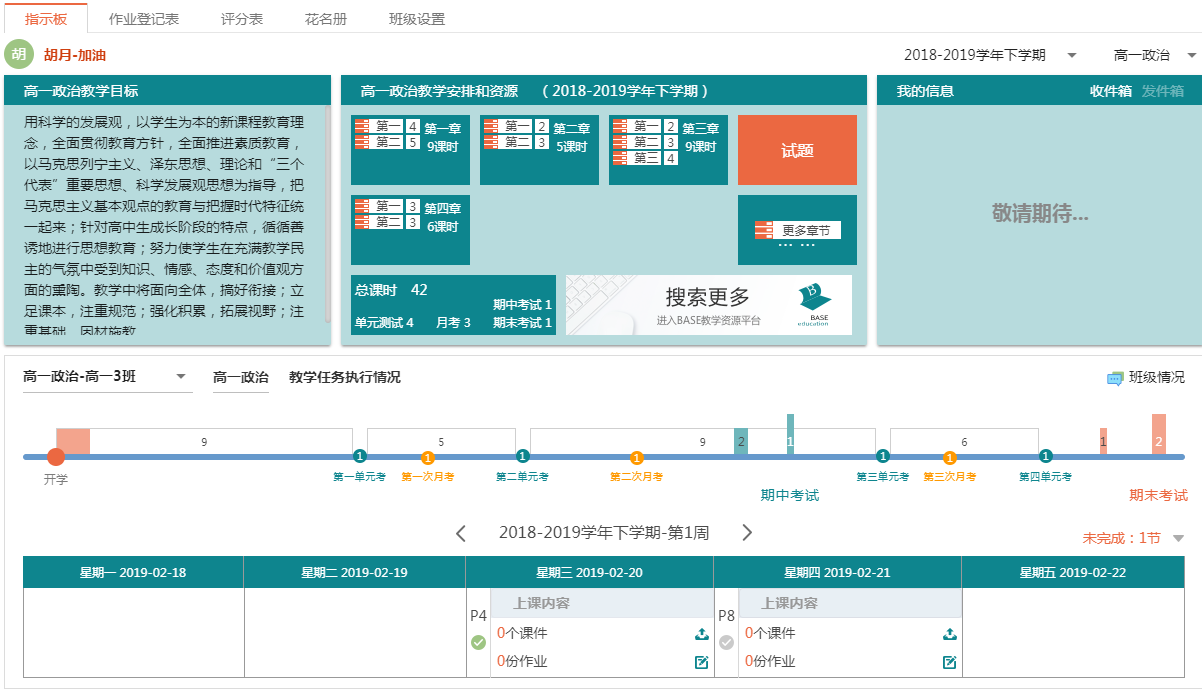 指示板 作业登记表 评分表 花名册 班级设置
胡 胡月-加油 2018-2019学年下学期 高一政治
高一政治教学目标
用科学的发展观，以学生为本的新课程教育理
念，全面贯彻教育方针，全面推进素质教育，
以马克思列宁主义、泽东思想、理论和“三个
代表”重要思想、科学发展观思想为指导，把
马克思主义基本观点的教育与把握时代特征统
一起来；针对高中生成长阶段的特点，循循善
诱地进行思想教育；努力使学生在充满教学民
主的气氛中受到知识、情感、态度和价值观方
面的熏陶。教学中将面向全体，搞好衔接；立
足课本，注重规范；强化积累，拓展视野；注
重基础，因材施教
高一政治教学安排和资源 （2018-2019学年下学期）
第一 4 第一章
第二 5 9课时
第一 2 第二章
第二 3 5课时
第一 2 第三章
第二 3 9课时
第三 4
试题
第一 3 第四章
第二 3 6课时
更多章节
... ...
总课时 42
期中考试 1
单元测试 4 月考 3 期末考试 1
搜索更多
进入BASE教学资源平台
B
BASE
education
我的信息 收件箱 发件箱
敬请期待...
高一政治-高一3班 高一政治 教学任务执行情况 班级情况
9 5 9 2 1 6 1 2
1 1 1 1 1 1 1
开学 第一单元考 第一次月考 第二单元考 第二次月考 第三单元考 第三次月考 第四单元考
期中考试 期末考试
2018-2019学年下学期-第1周
未完成：1节
星期一 2019-02-18 星期二 2019-02-19 星期三 2019-02-20 星期四 2019-02-21 星期五 2019-02-22
P4 上课内容
0个课件
0份作业
P8 上课内容
0个课件
0份作业